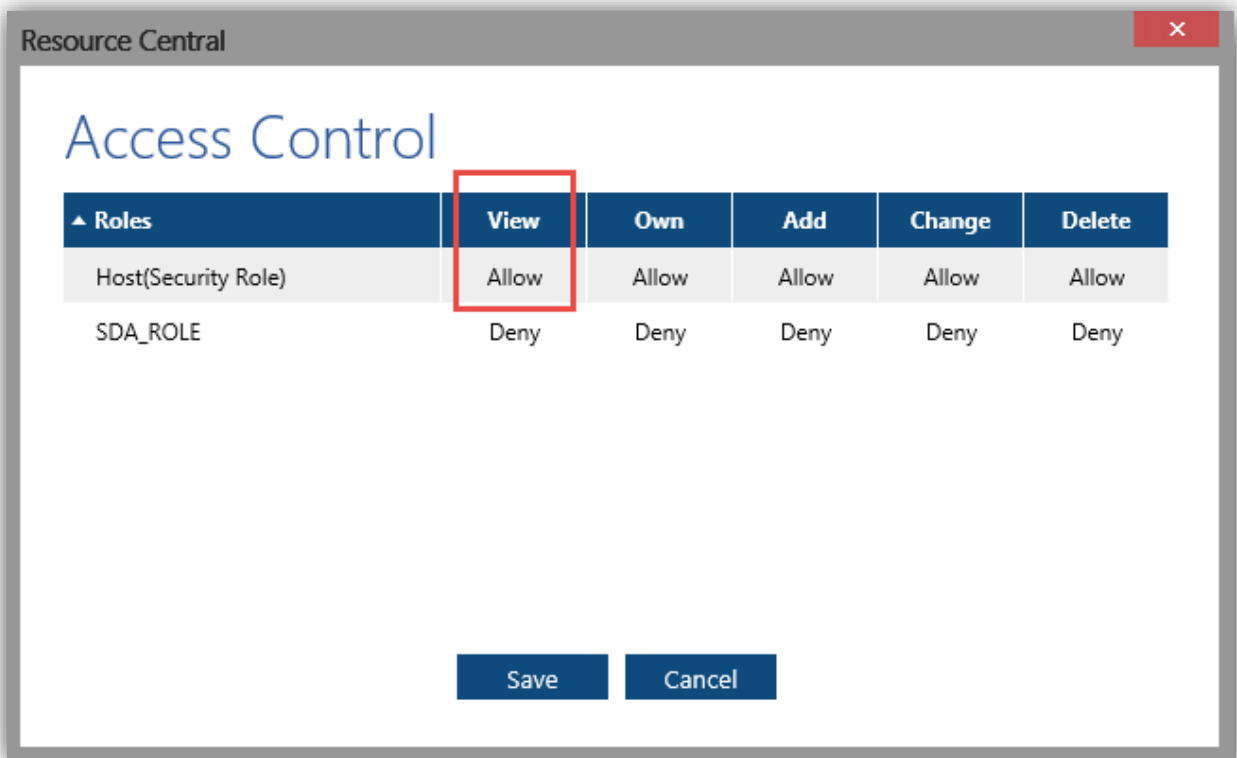 Resource Central
Access Control
Roles View Own Add Change Delete
Host(Security Role) Allow Allow Allow Allow Allow
SDA_ROLE Deny Deny Deny Deny Deny
Save Cancel